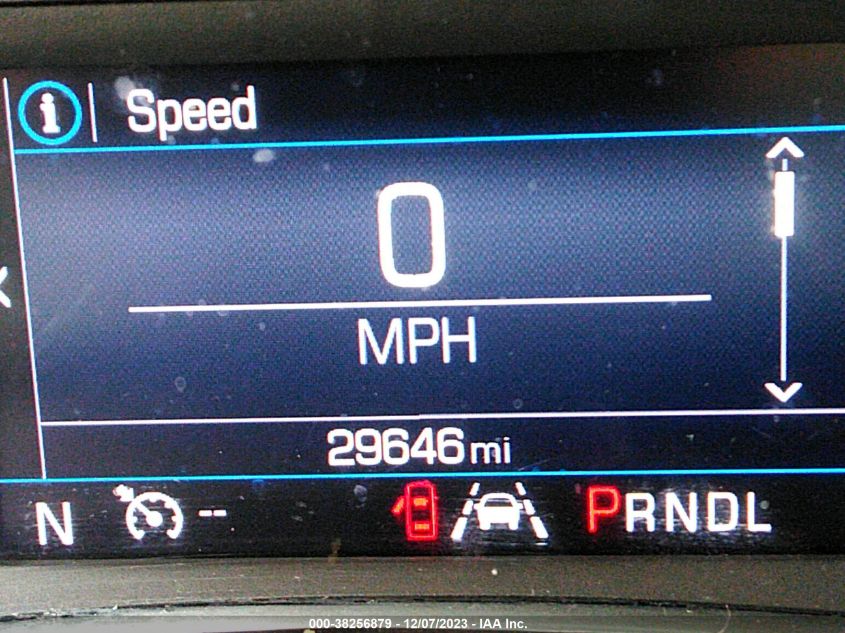 i Speed
0
MPH
29646 mi
N -- PRNDL
000-38256879 - 12/07/2023 - IAA Inc.